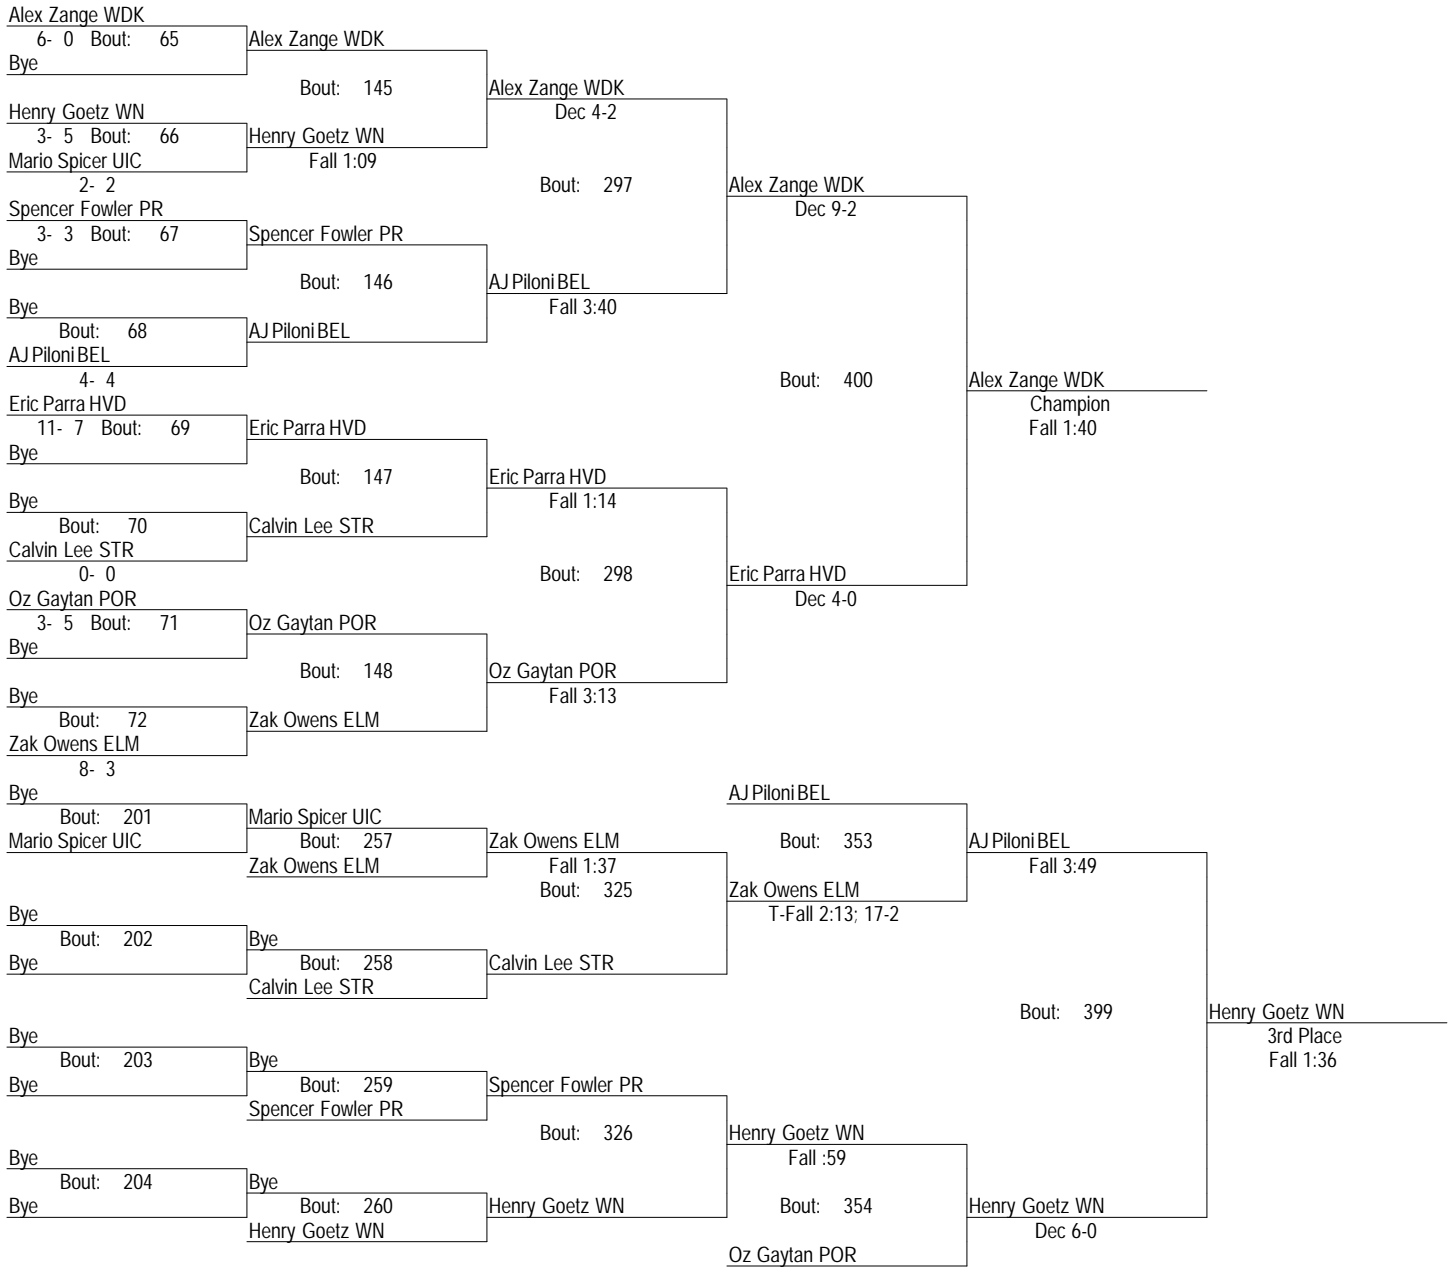 Alex Zange WDK
6- 0 Bout: 65
Alex Zange WDK
Bye
Bout: 145
Alex Zange WDK
Henry Goetz WN
Dec 4-2
3- 5 Bout: 66
Henry Goetz WN
Mario Spicer UIC
Fall 1:09
2- 2
Bout: 297
Alex Zange WDK
Spencer Fowler PR
Dec 9-2
3- 3 Bout: 67
Spencer Fowler PR
Bye
Bout: 146
AJ Piloni BEL
Bye
Fall 3:40
Bout: 68
AJ Piloni BEL
AJ Piloni BEL
4- 4
Bout: 400
Alex Zange WDK
Eric Parra HVD
Champion
11- 7 Bout: 69
Eric Parra HVD
Fall 1:40
Bye
Bout: 147
Eric Parra HVD
Bye
Fall 1:14
Bout: 70
Calvin Lee STR
Calvin Lee STR
0- 0
Bout: 298
Eric Parra HVD
Oz Gaytan POR
Dec 4-0
3- 5 Bout: 71
Oz Gaytan POR
Bye
Bout: 148
Oz Gaytan POR
Bye
Fall 3:13
Bout: 72
Zak Owens ELM
Zak Owens ELM
8- 3
Bye
AJ Piloni BEL
Bout: 201
Mario Spicer UIC
Mario Spicer UIC
Bout: 257
Zak Owens ELM
Bout: 353
AJ Piloni BEL
Zak Owens ELM
Fall 1:37
Fall 3:49
Bout: 325
Zak Owens ELM
Bye
T-Fall 2:13; 17-2
Bout: 202
Bye
Bye
Bout: 258
Calvin Lee STR
Calvin Lee STR
Bout: 399
Henry Goetz WN
Bye
3rd Place
Bout: 203
Bye
Fall 1:36
Bye
Bout: 259
Spencer Fowler PR
Spencer Fowler PR
Bout: 326
Henry Goetz WN
Bye
Fall :59
Bout: 204
Bye
Bye
Bout: 260
Henry Goetz WN
Bout: 354
Henry Goetz WN
Henry Goetz WN
Dec 6-0
Oz Gaytan POR